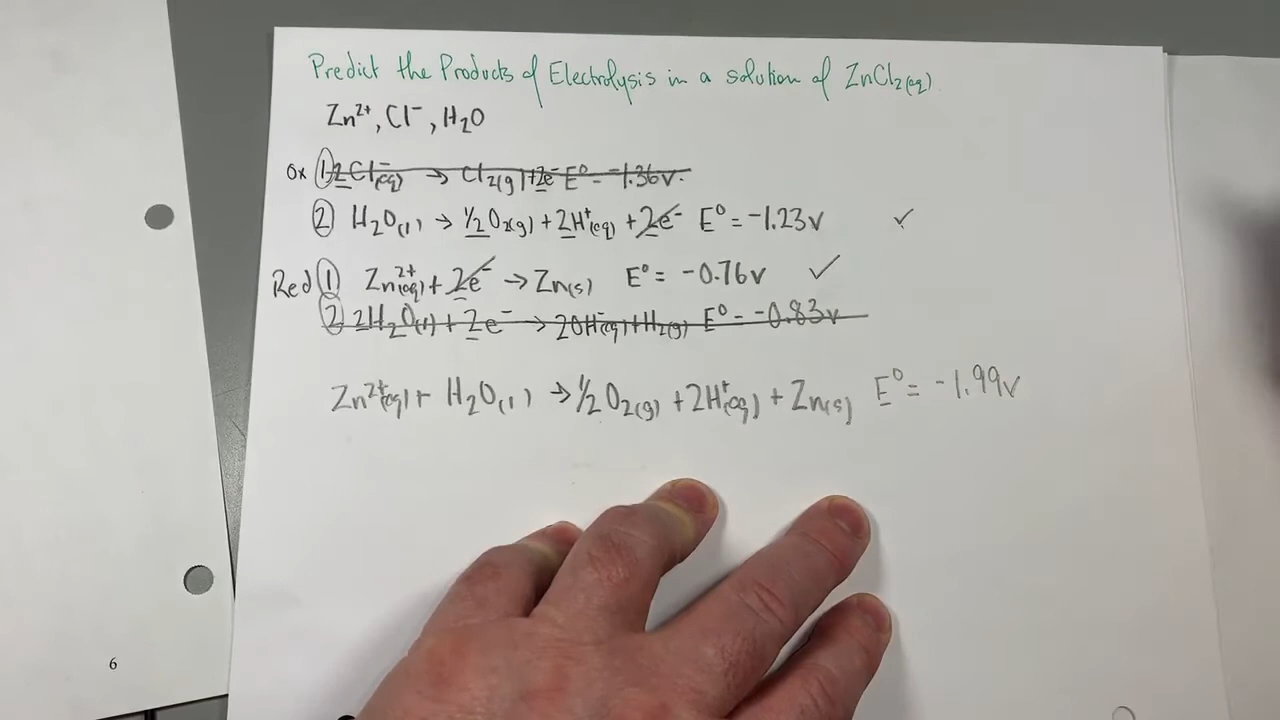 Predict the Products of Electrolysis in a solution of ZnCl₂(aq)
Zn²⁺, Cl⁻, H₂O
Ox ① 2Cl⁻(aq) → Cl₂(g) + 2e⁻ E° = -1.36v.
② H₂O(l) → ½O₂(g) + 2H⁺(aq) + 2e⁻ E° = -1.23v ✓
Red ① Zn²⁺(aq) + 2e⁻ → Zn(s) E° = -0.76v ✓
② 2H₂O(l) + 2e⁻ → 2OH⁻(aq) + H₂(g) E° = -0.83v
Zn²⁺(aq) + H₂O(l) → ½O₂(g) + 2H⁺(aq) + Zn(s) E° = -1.99v
6